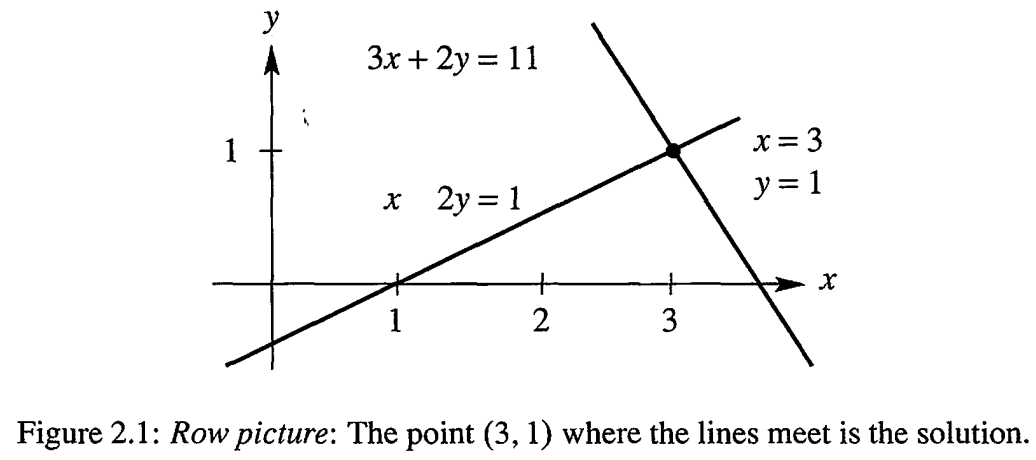 y
3x + 2y = 11
1
x = 3
x 2y = 1
y = 1
x
1 2 3
Figure 2.1: Row picture: The point (3, 1) where the lines meet is the solution.